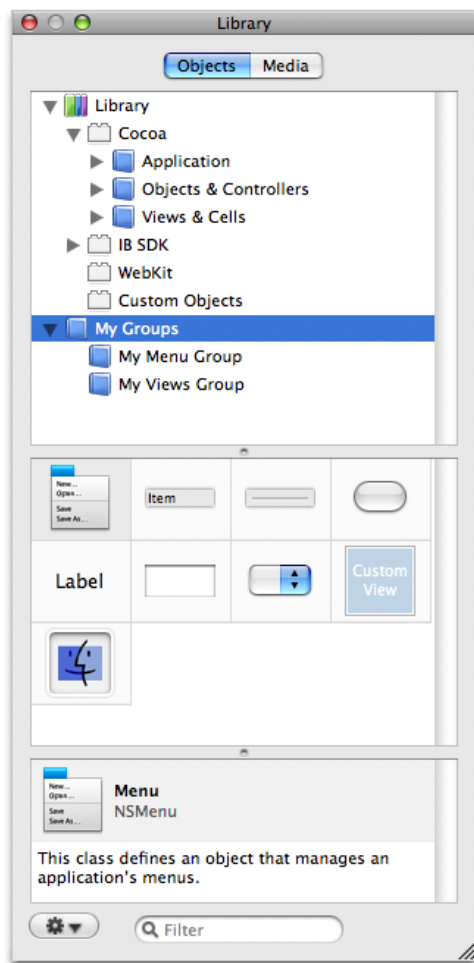 Library
Objects Media
Library
Cocoa
Application
Objects & Controllers
Views & Cells
IB SDK
WebKit
Custom Objects
My Groups
My Menu Group
My Views Group
New...
Open...
Save
Save As...
Item
Label
Custom
View
New...
Open...
Save
Save As...
Menu
NSMenu
This class defines an object that manages an
application's menus.
Filter